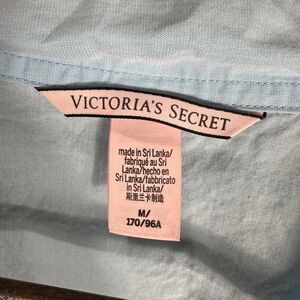 VICTORIA'S SECRET
made in Sri Lanka/
fabriqué au Sri
Lanka/hecho en
Sri Lanka/fabbricato
in Sri Lanka/
斯里兰卡制造
M/
170/96A